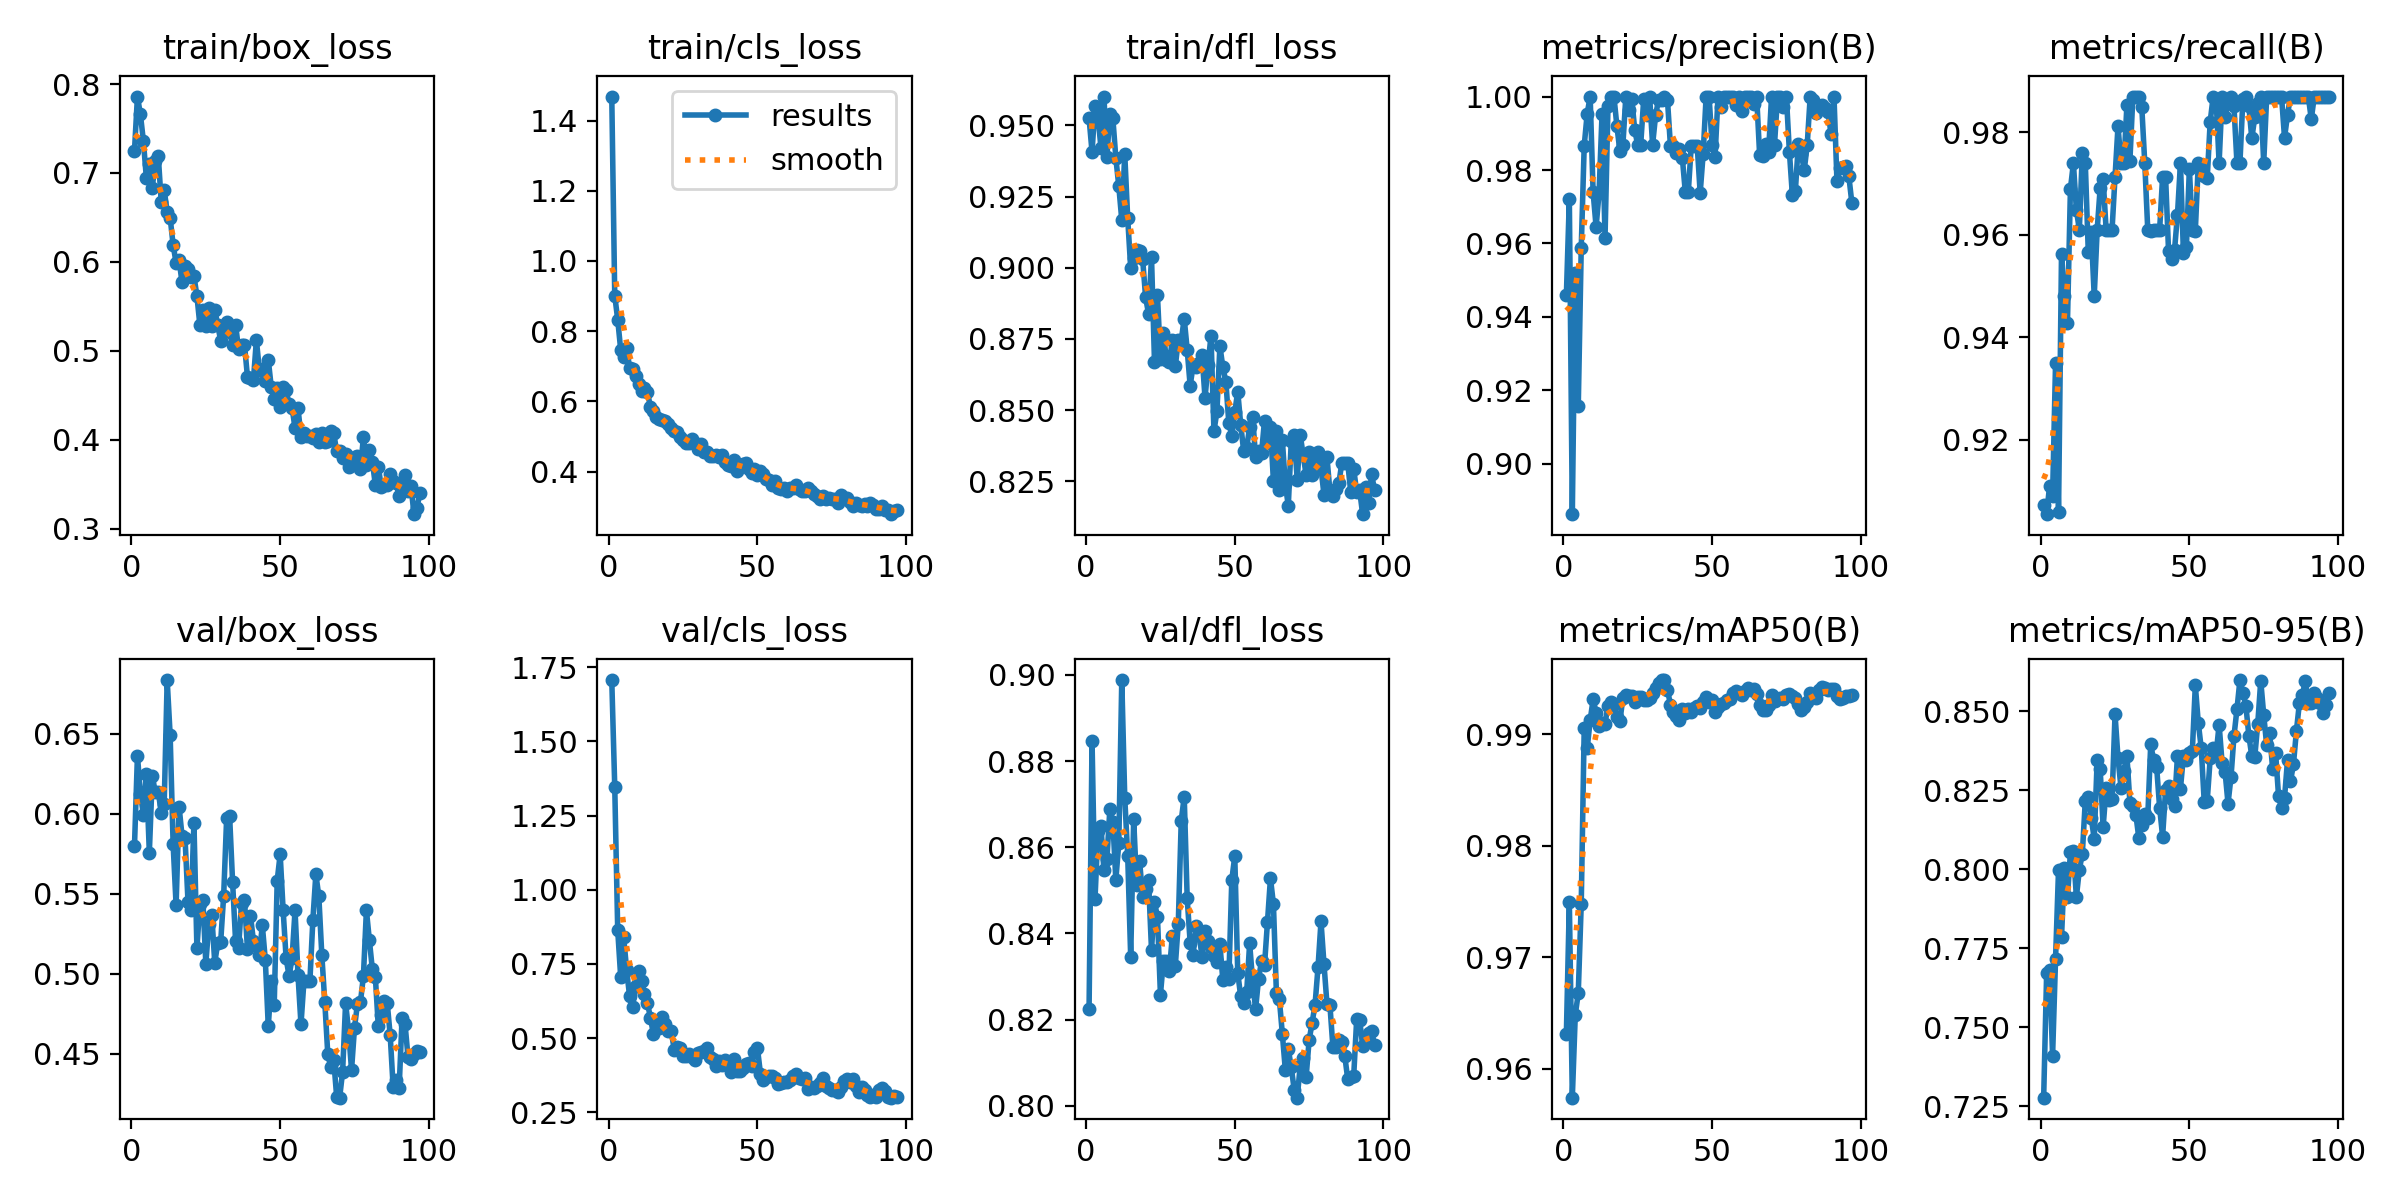 train/box_loss
0.8
0.7
0.6
0.5
0.4
0.3
0 50 100
train/cls_loss
results
smooth
1.4
1.2
1.0
0.8
0.6
0.4
0 50 100
train/dfl_loss
0.950
0.925
0.900
0.875
0.850
0.825
0 50 100
metrics/precision(B)
1.00
0.98
0.96
0.94
0.92
0.90
0 50 100
metrics/recall(B)
0.98
0.96
0.94
0.92
0 50 100
val/box_loss
0.65
0.60
0.55
0.50
0.45
0 50 100
val/cls_loss
1.75
1.50
1.25
1.00
0.75
0.50
0.25
0 50 100
val/dfl_loss
0.90
0.88
0.86
0.84
0.82
0.80
0 50 100
metrics/mAP50(B)
0.99
0.98
0.97
0.96
0 50 100
metrics/mAP50-95(B)
0.850
0.825
0.800
0.775
0.750
0.725
0 50 100